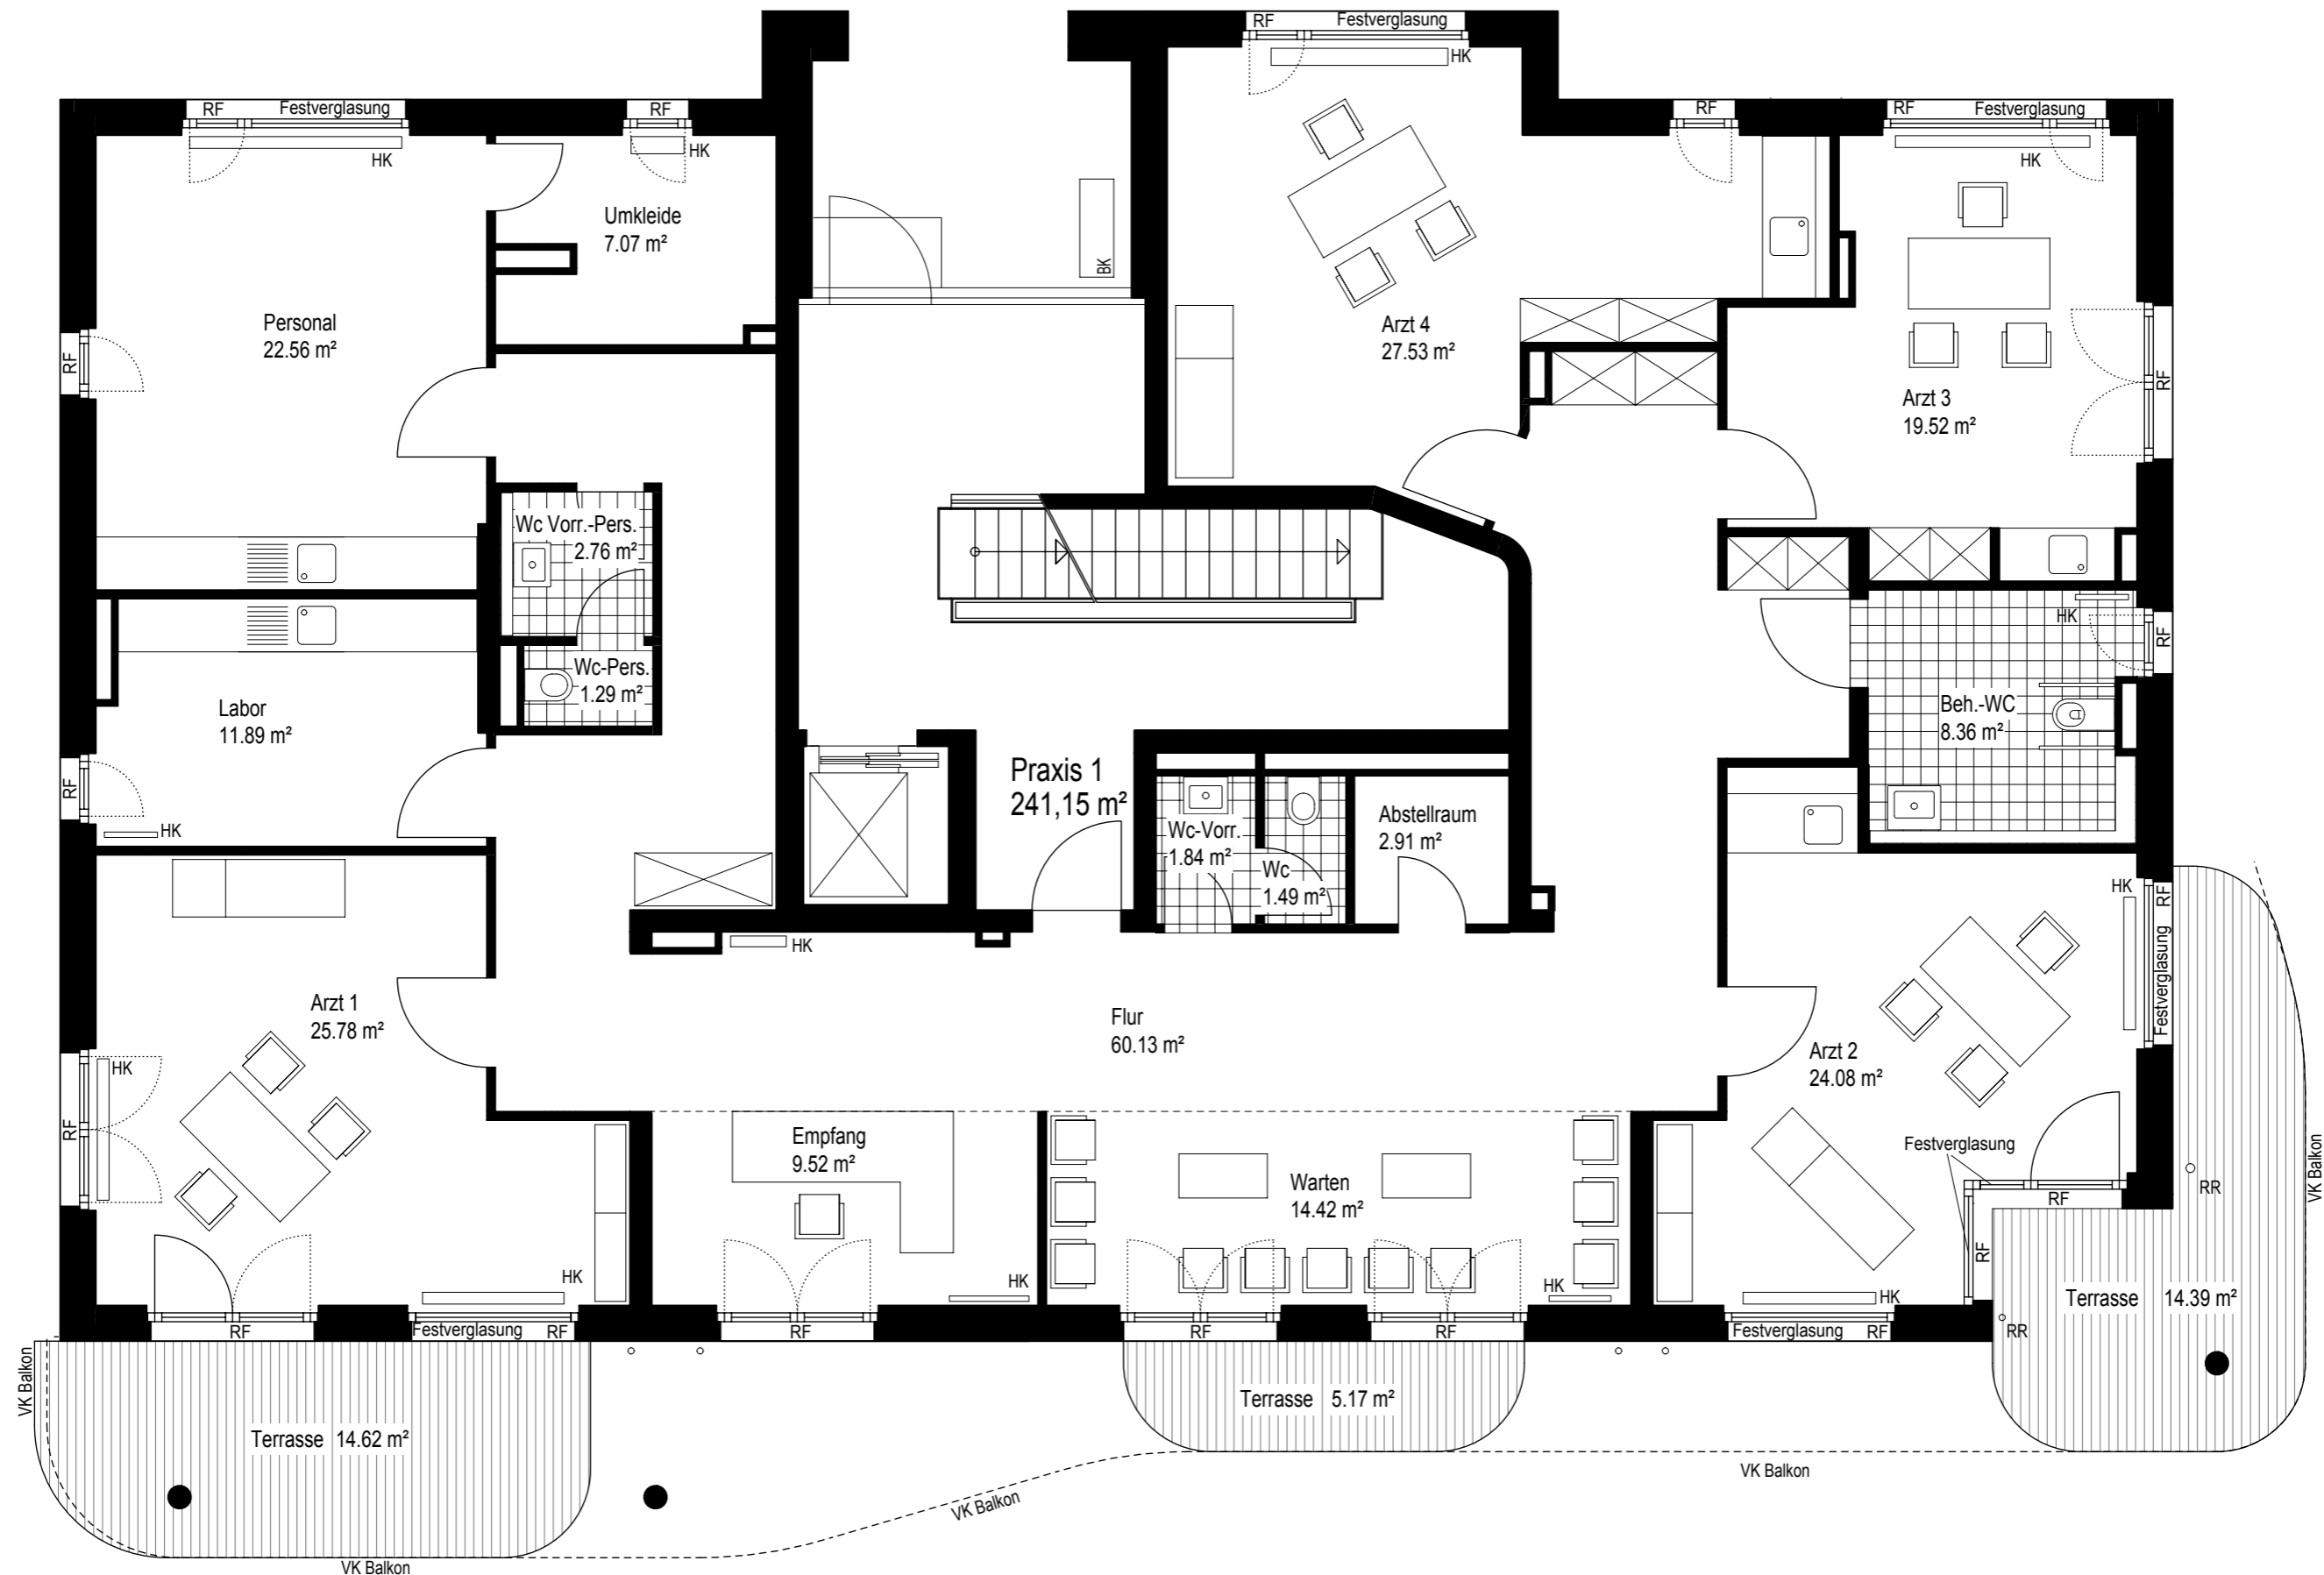 RF Festverglasung
HK
RF Festverglasung
HK
RF
HK
RF
RF Festverglasung
HK
Umkleide
7.07 m²
BK
Personal
22.56 m²
RF
Arzt 4
27.53 m²
Arzt 3
19.52 m²
RF
Wc Vorr.-Pers.
2.76 m²
Wc-Pers.
1.29 m²
HK
RF
Labor
11.89 m²
RF
HK
Beh.-WC
8.36 m²
Praxis 1
241,15 m²
Wc-Vorr.
1.84 m²
Wc
1.49 m²
Abstellraum
2.91 m²
HK
HK
RF
Festverglasung
Arzt 1
25.78 m²
Flur
60.13 m²
Arzt 2
24.08 m²
HK
RF
Empfang
9.52 m²
Warten
14.42 m²
Festverglasung
RF
RF
RR
VK Balkon
HK
HK
HK
HK
RF
Festverglasung RF
RF
RF
RF
Festverglasung RF
RR
Terrasse 14.39 m²
VK Balkon
Terrasse 5.17 m²
Terrasse 14.62 m²
VK Balkon
VK Balkon
VK Balkon